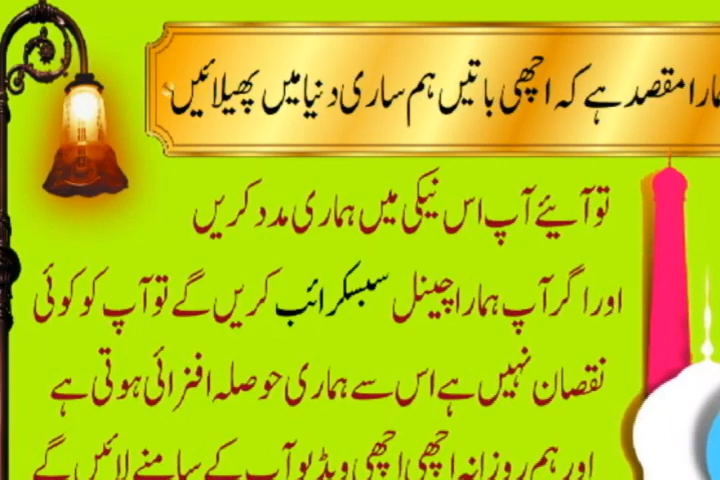 ہمارا مقصد ہے کہ اچھی باتیں ہم ساری دنیا میں پھیلائیں
تو آیئے آپ اس نیکی میں ہماری مدد کریں
اور اگر آپ ہمارا چینل سبسکرائب کریں گے تو آپ کو کوئی
نقصان نہیں ہے اس سے ہماری حوصلہ افزائی ہوتی ہے
اور ہم روزانہ اچھی اچھی ویڈیو آپ کے سامنے لائیں گے